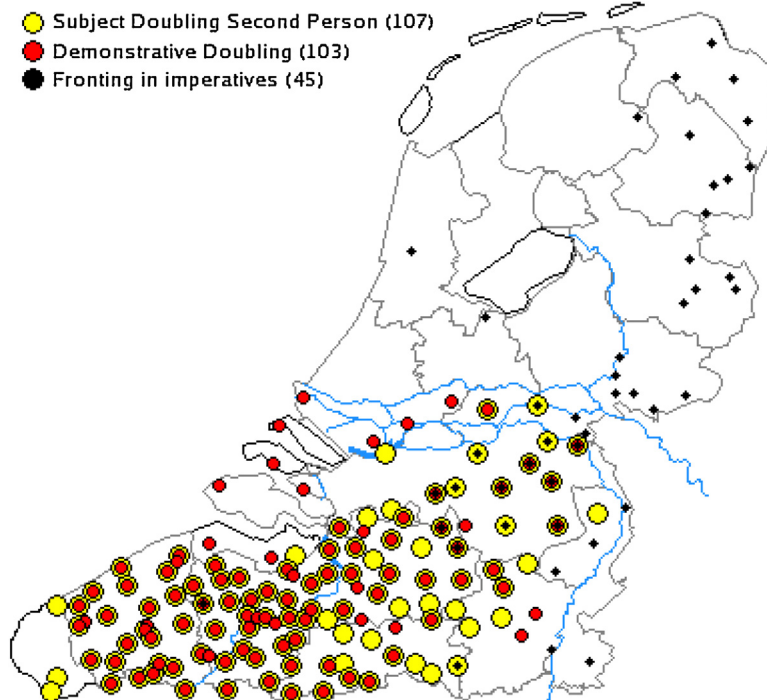 Subject Doubling Second Person (107)
Demonstrative Doubling (103)
Fronting in imperatives (45)